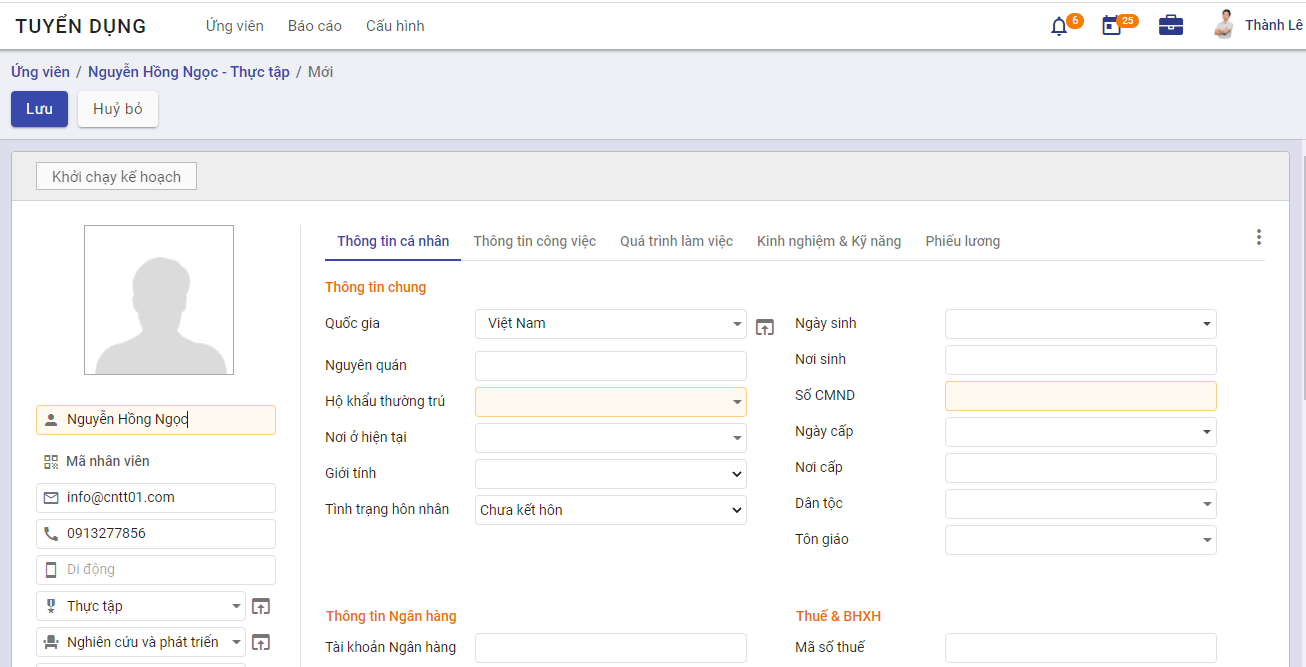 TUYỂN DỤNG Ứng viên Báo cáo Cấu hình 6 25 Thành Lê
Ứng viên / Nguyễn Hồng Ngọc - Thực tập / Mới
Lưu Huỷ bỏ
Khởi chạy kế hoạch
Nguyễn Hồng Ngọc
Mã nhân viên
info@cntt01.com
0913277856
Di động
Thực tập
Nghiên cứu và phát triển
Thông tin cá nhân Thông tin công việc Quá trình làm việc Kinh nghiệm & Kỹ năng Phiếu lương
Thông tin chung
Quốc gia Việt Nam
Nguyên quán
Hộ khẩu thường trú
Nơi ở hiện tại
Giới tính
Tình trạng hôn nhân Chưa kết hôn
Ngày sinh
Nơi sinh
Số CMND
Ngày cấp
Nơi cấp
Dân tộc
Tôn giáo
Thông tin Ngân hàng
Tài khoản Ngân hàng
Thuế & BHXH
Mã số thuế